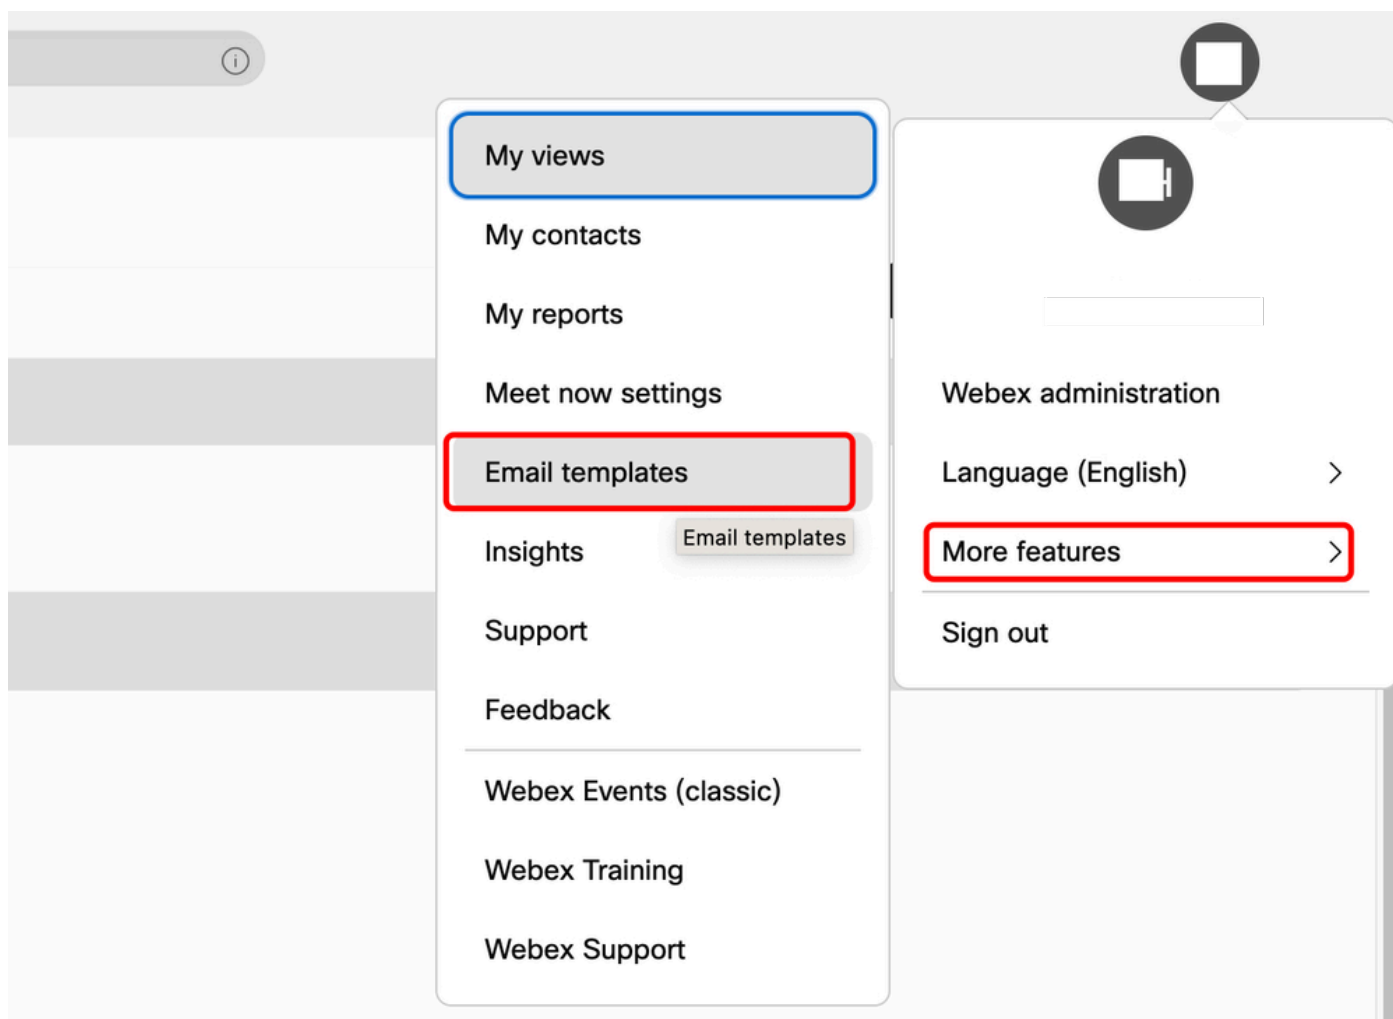 My views
My contacts
My reports
Meet now settings
Email templates
Email templates
Insights
Support
Feedback
Webex Events (classic)
Webex Training
Webex Support
Webex administration
Language (English)
More features
Sign out